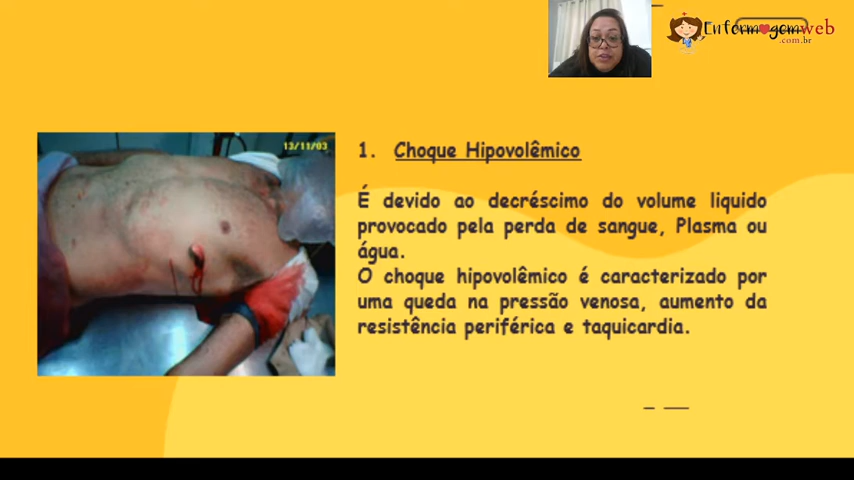 Enfermagemweb
.com.br
13/11/03
1. Choque Hipovolêmico
É devido ao decréscimo do volume liquido
provocado pela perda de sangue, Plasma ou
água.
O choque hipovolêmico é caracterizado por
uma queda na pressão venosa, aumento da
resistência periférica e taquicardia.